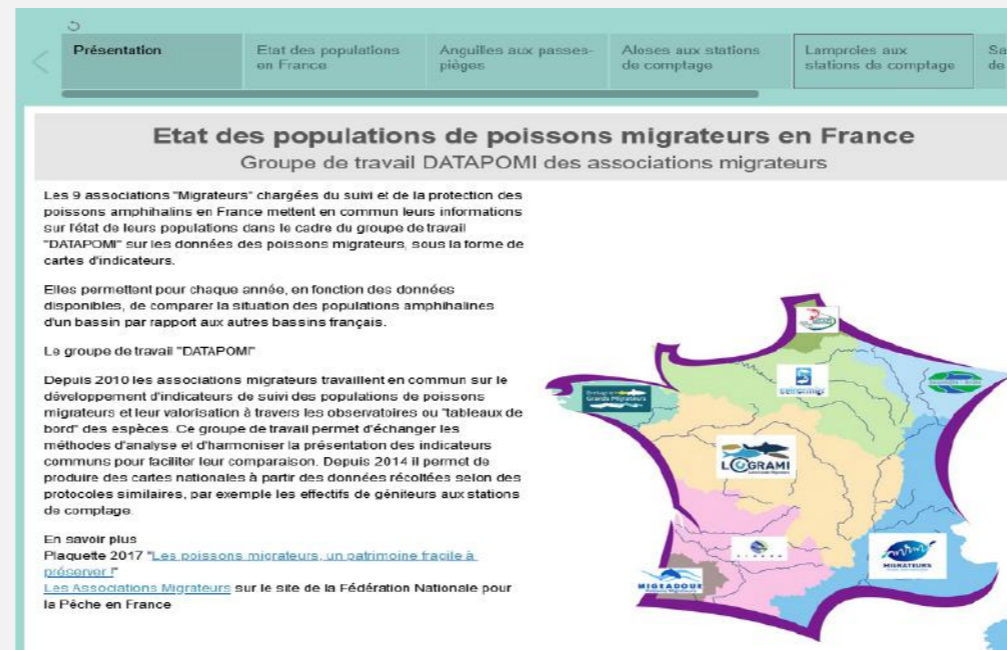 Présentation
Etat des populations
en France
Anguilles aux passes-
pièges
Aloses aux stations
de comptage
Lamproies aux
stations de comptage
Sa
de
Etat des populations de poissons migrateurs en France
Groupe de travail DATAPOMI des associations migrateurs
Les 9 associations "Migrateurs" chargées du suivi et de la protection des
poissons amphihalins en France mettent en commun leurs informations
sur l'état de leurs populations dans le cadre du groupe de travail
"DATAPOMI" sur les données des poissons migrateurs, sous la forme de
cartes d'indicateurs.
Elles permettent pour chaque année, en fonction des données
disponibles, de comparer la situation des populations amphihalines
d'un bassin par rapport aux autres bassins français.
Le groupe de travail "DATAPOMI"
Depuis 2010 les associations migrateurs travaillent en commun sur le
développement d'indicateurs de suivi des populations de poissons
migrateurs et leur valorisation à travers les observatoires ou "tableaux de
bord" des espèces. Ce groupe de travail permet d'échanger les
méthodes d'analyse et d'harmoniser la présentation des indicateurs
communs pour faciliter leur comparaison. Depuis 2014 il permet de
produire des cartes nationales à partir des données récoltées selon des
protocoles similaires, par exemple les effectifs de géniteurs aux stations
de comptage.
En savoir plus
Plaquette 2017 "Les poissons migrateurs, un patrimoine fragile à
préserver !"
Les Associations Migrateurs sur le site de la Fédération Nationale pour
la Pêche en France
Grands Migrateurs
LOGRAMI
MIGRATEURS
MIGRADOUR